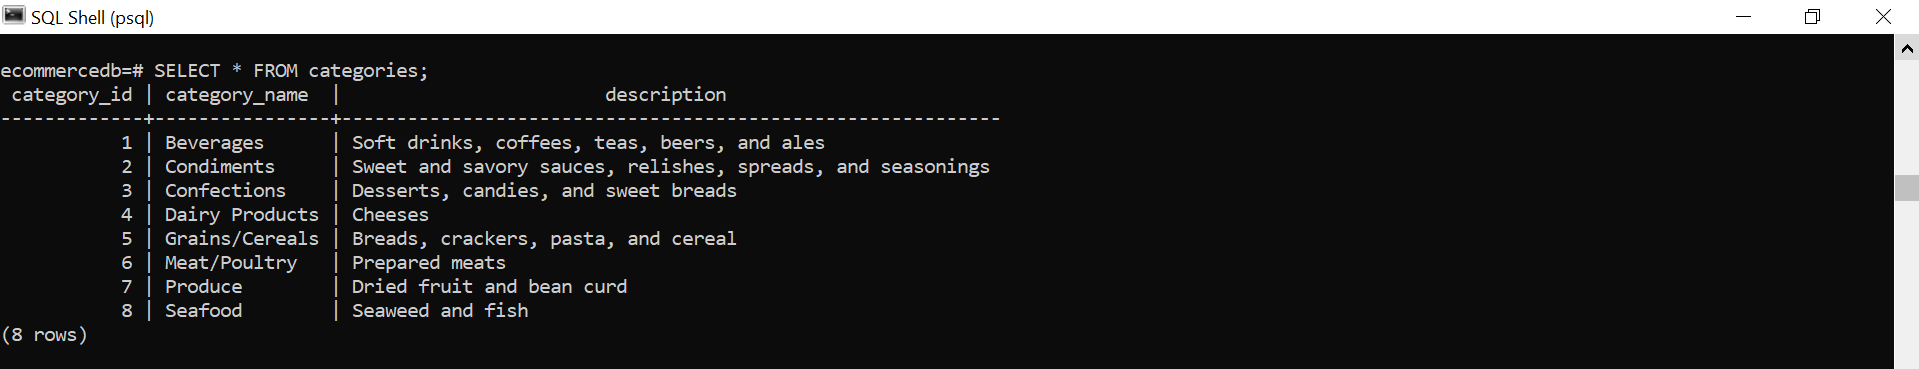 SQL Shell (psql)
ecommercedb=# SELECT * FROM categories;
 category_id | category_name  |                        description
-------------+----------------+------------------------------------------------------------
           1 | Beverages      | Soft drinks, coffees, teas, beers, and ales
           2 | Condiments     | Sweet and savory sauces, relishes, spreads, and seasonings
           3 | Confections    | Desserts, candies, and sweet breads
           4 | Dairy Products | Cheeses
           5 | Grains/Cereals | Breads, crackers, pasta, and cereal
           6 | Meat/Poultry   | Prepared meats
           7 | Produce        | Dried fruit and bean curd
           8 | Seafood        | Seaweed and fish
(8 rows)